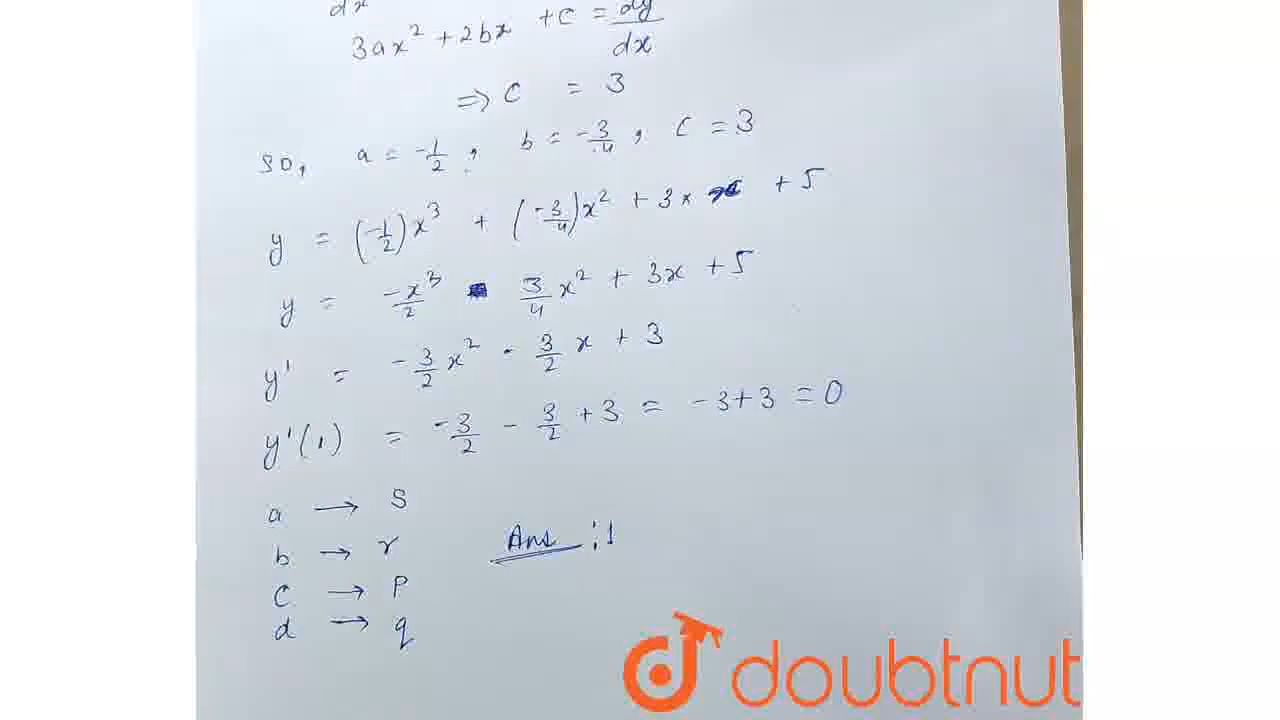 dx
3ax² + 2bx + c = dy/dx
⇒ c = 3
so, a = -1/2 , b = -3/4 , c = 3
y = (-1/2)x³ + (-3/4)x² + 3x + 5
y = -x³/2 - 3/4 x² + 3x + 5
y' = -3/2 x² - 3/2 x + 3
y'(1) = -3/2 - 3/2 + 3 = -3+3 = 0
a → S
b → r
Ans : 1
c → P
d → q
doubtnut